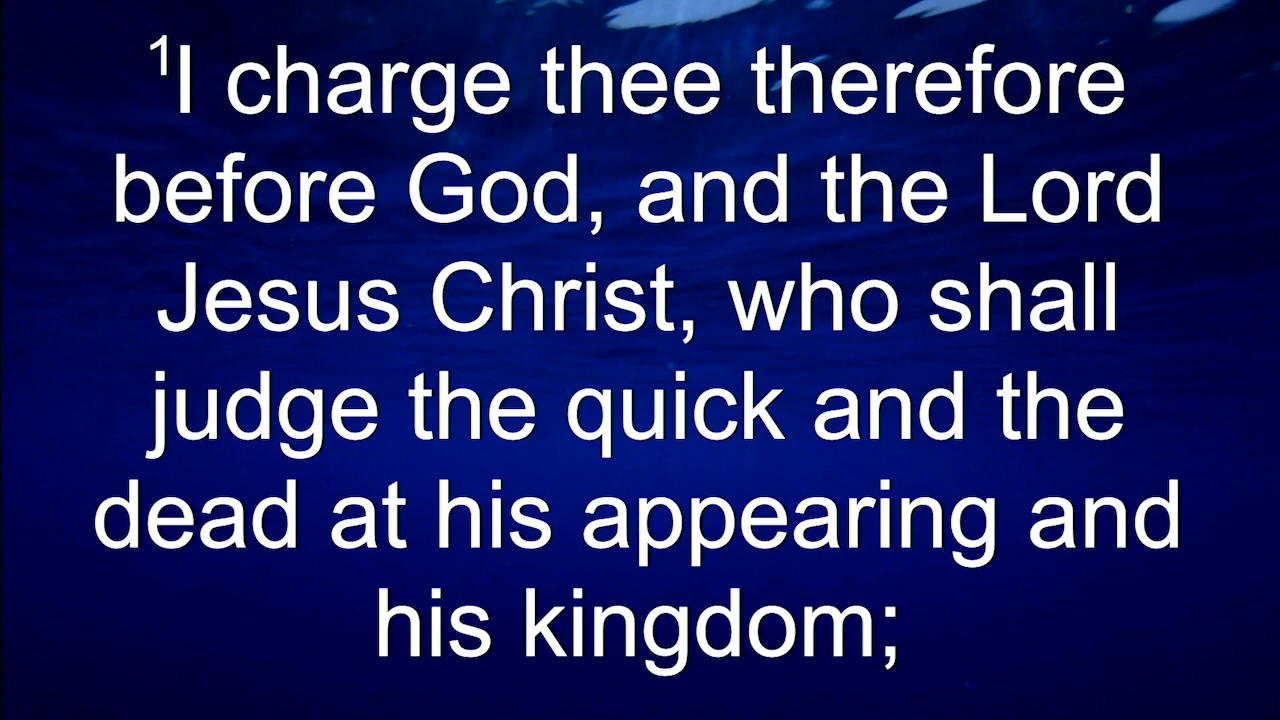 ¹I charge thee therefore
before God, and the Lord
Jesus Christ, who shall
judge the quick and the
dead at his appearing and
his kingdom;